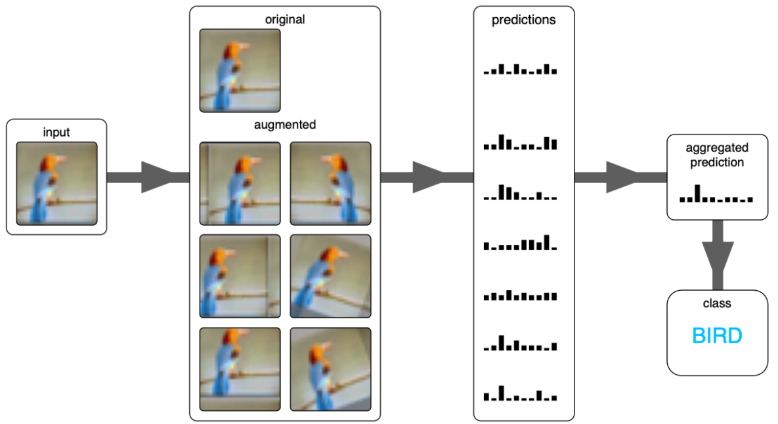 input
original
augmented
predictions
aggregated
prediction
class
BIRD